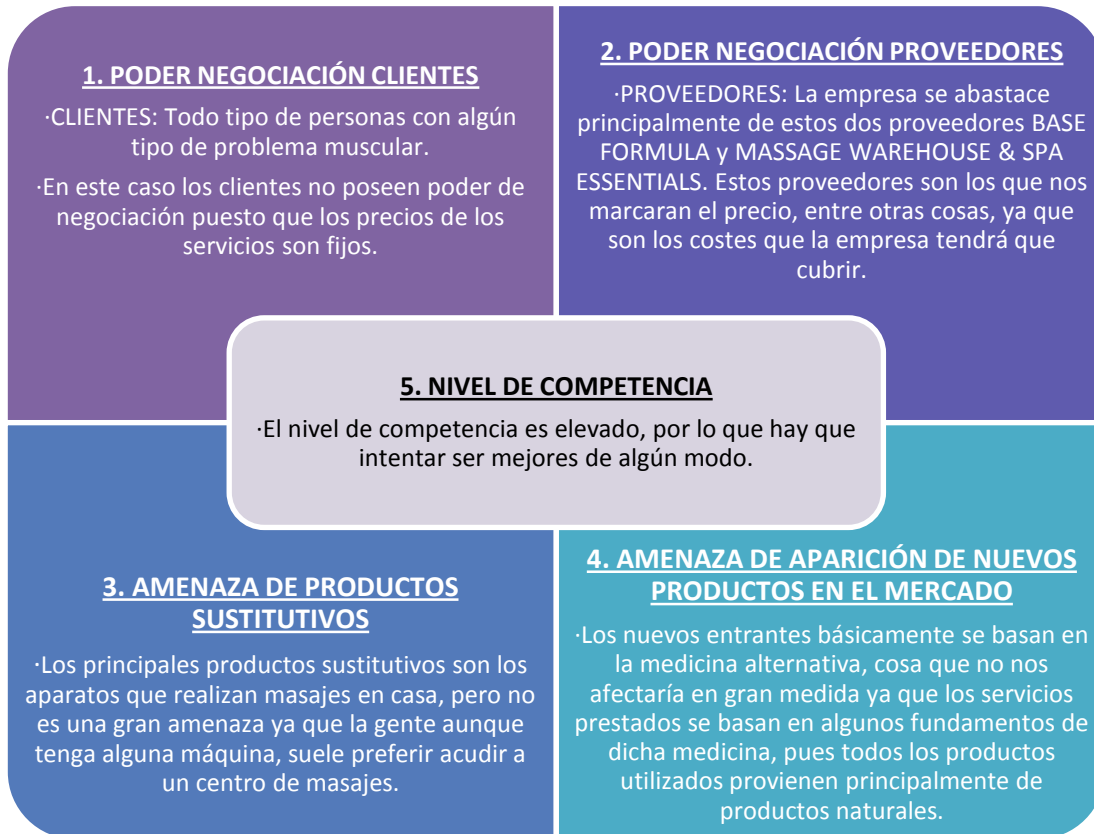 1. PODER NEGOCIACIÓN CLIENTES
·CLIENTES: Todo tipo de personas con algún
tipo de problema muscular.
·En este caso los clientes no poseen poder de
negociación puesto que los precios de los
servicios son fijos.
2. PODER NEGOCIACIÓN PROVEEDORES
·PROVEEDORES: La empresa se abastace
principalmente de estos dos proveedores BASE
FORMULA y MASSAGE WAREHOUSE & SPA
ESSENTIALS. Estos proveedores son los que nos
marcaran el precio, entre otras cosas, ya que
son los costes que la empresa tendrá que
cubrir.
5. NIVEL DE COMPETENCIA
·El nivel de competencia es elevado, por lo que hay que
intentar ser mejores de algún modo.
3. AMENAZA DE PRODUCTOS
SUSTITUTIVOS
·Los principales productos sustitutivos son los
aparatos que realizan masajes en casa, pero no
es una gran amenaza ya que la gente aunque
tenga alguna máquina, suele preferir acudir a
un centro de masajes.
4. AMENAZA DE APARICIÓN DE NUEVOS
PRODUCTOS EN EL MERCADO
·Los nuevos entrantes básicamente se basan en
la medicina alternativa, cosa que no nos
afectaría en gran medida ya que los servicios
prestados se basan en algunos fundamentos de
dicha medicina, pues todos los productos
utilizados provienen principalmente de
productos naturales.